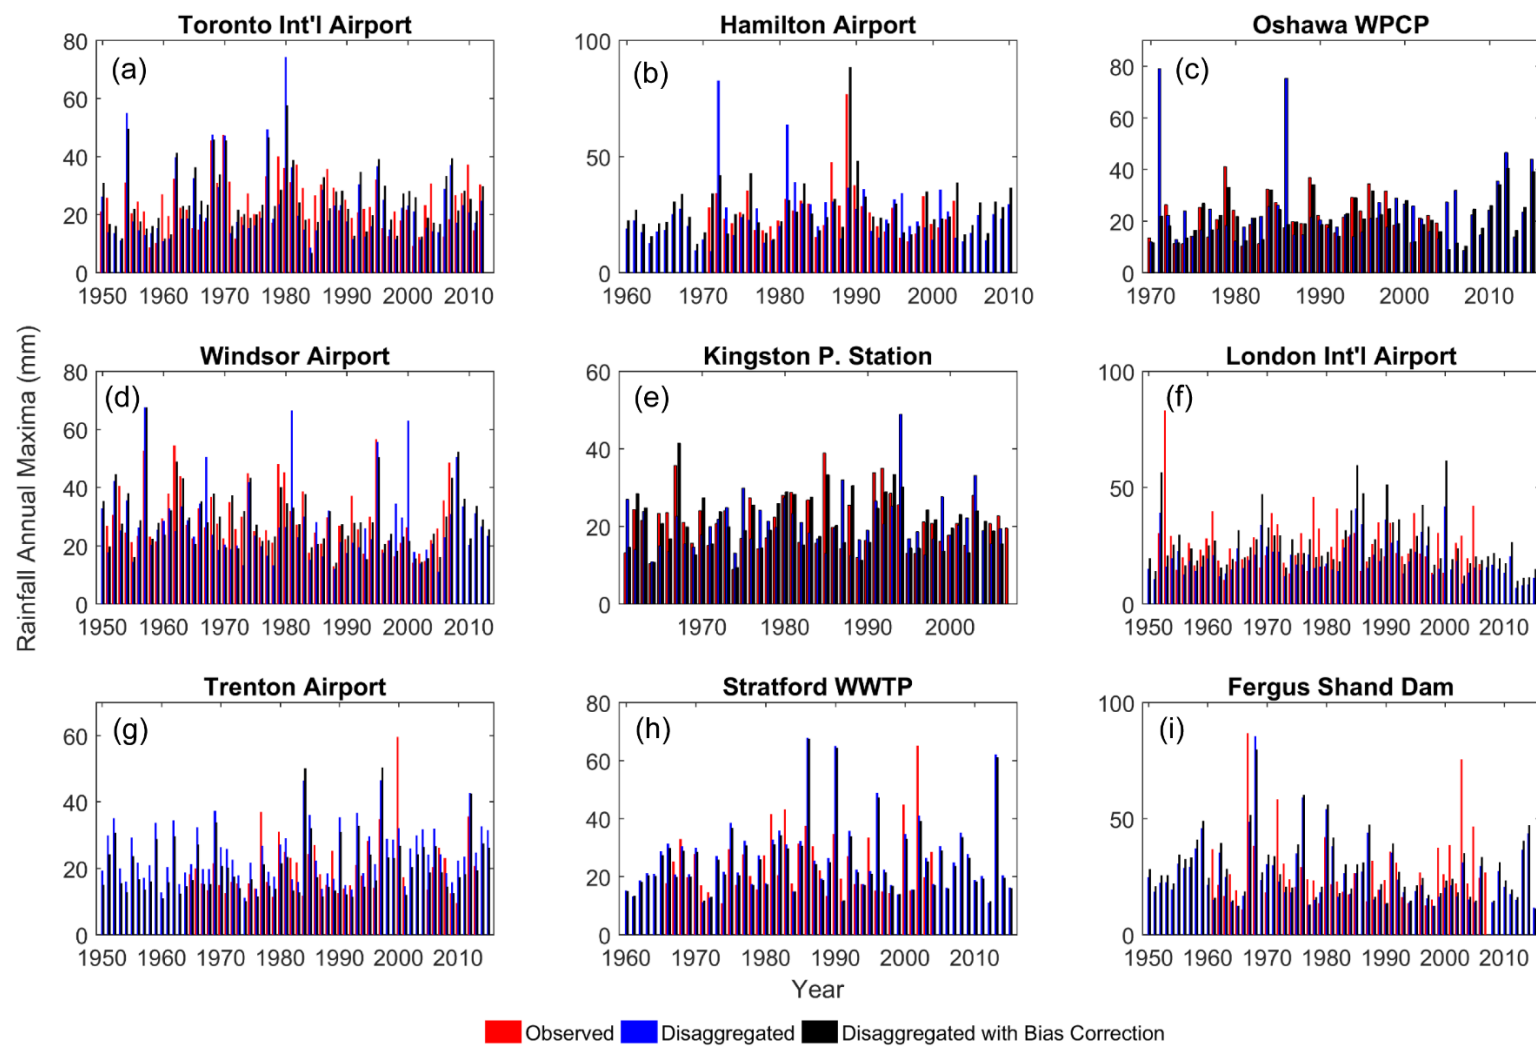 Toronto Int'l Airport
(a)
80
60
40
20
0
1950 1960 1970 1980 1990 2000 2010
Hamilton Airport
(b)
100
50
0
1960 1970 1980 1990 2000 2010
Oshawa WPCP
(c)
80
60
40
20
0
1970 1980 1990 2000 2010
Rainfall Annual Maxima (mm)
Windsor Airport
(d)
80
60
40
20
0
1950 1960 1970 1980 1990 2000 2010
Kingston P. Station
(e)
60
40
20
0
1970 1980 1990 2000
London Int'l Airport
(f)
100
50
0
1950 1960 1970 1980 1990 2000 2010
Trenton Airport
(g)
60
40
20
0
1950 1960 1970 1980 1990 2000 2010
Stratford WWTP
(h)
80
60
40
20
0
1960 1970 1980 1990 2000 2010
Fergus Shand Dam
(i)
100
50
0
1950 1960 1970 1980 1990 2000 2010
Year
Observed Disaggregated Disaggregated with Bias Correction